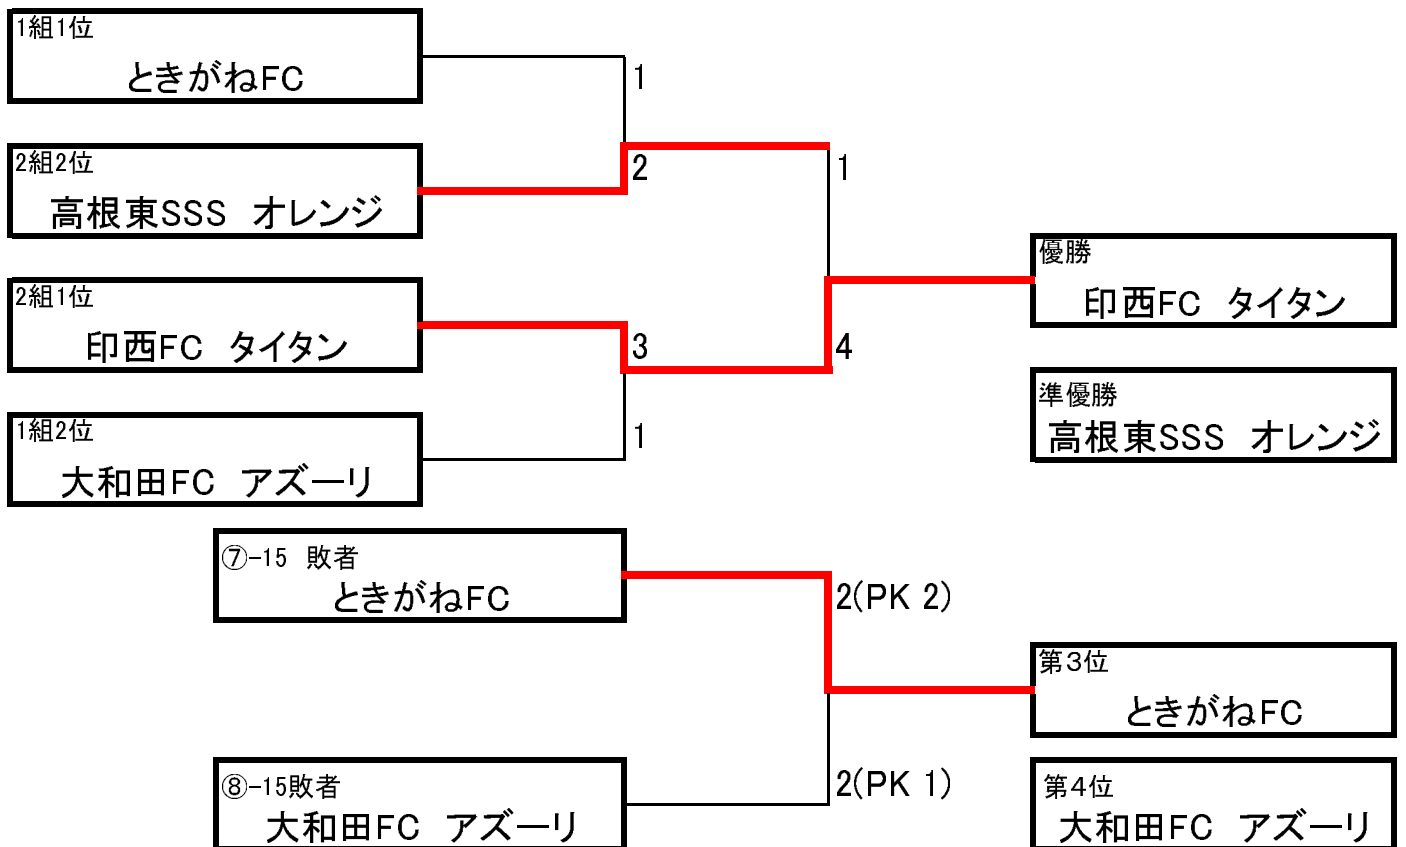 1組1位
ときがねFC
1
2組2位
高根東SSS　オレンジ
2
1
2組1位
印西FC　タイタン
3
4
1組2位
大和田FC　アズーリ
1
優勝
印西FC　タイタン
準優勝
高根東SSS　オレンジ
⑦-15　敗者
ときがねFC
2(PK 2)
⑧-15敗者
大和田FC　アズーリ
2(PK 1)
第３位
ときがねFC
第４位
大和田FC　アズーリ